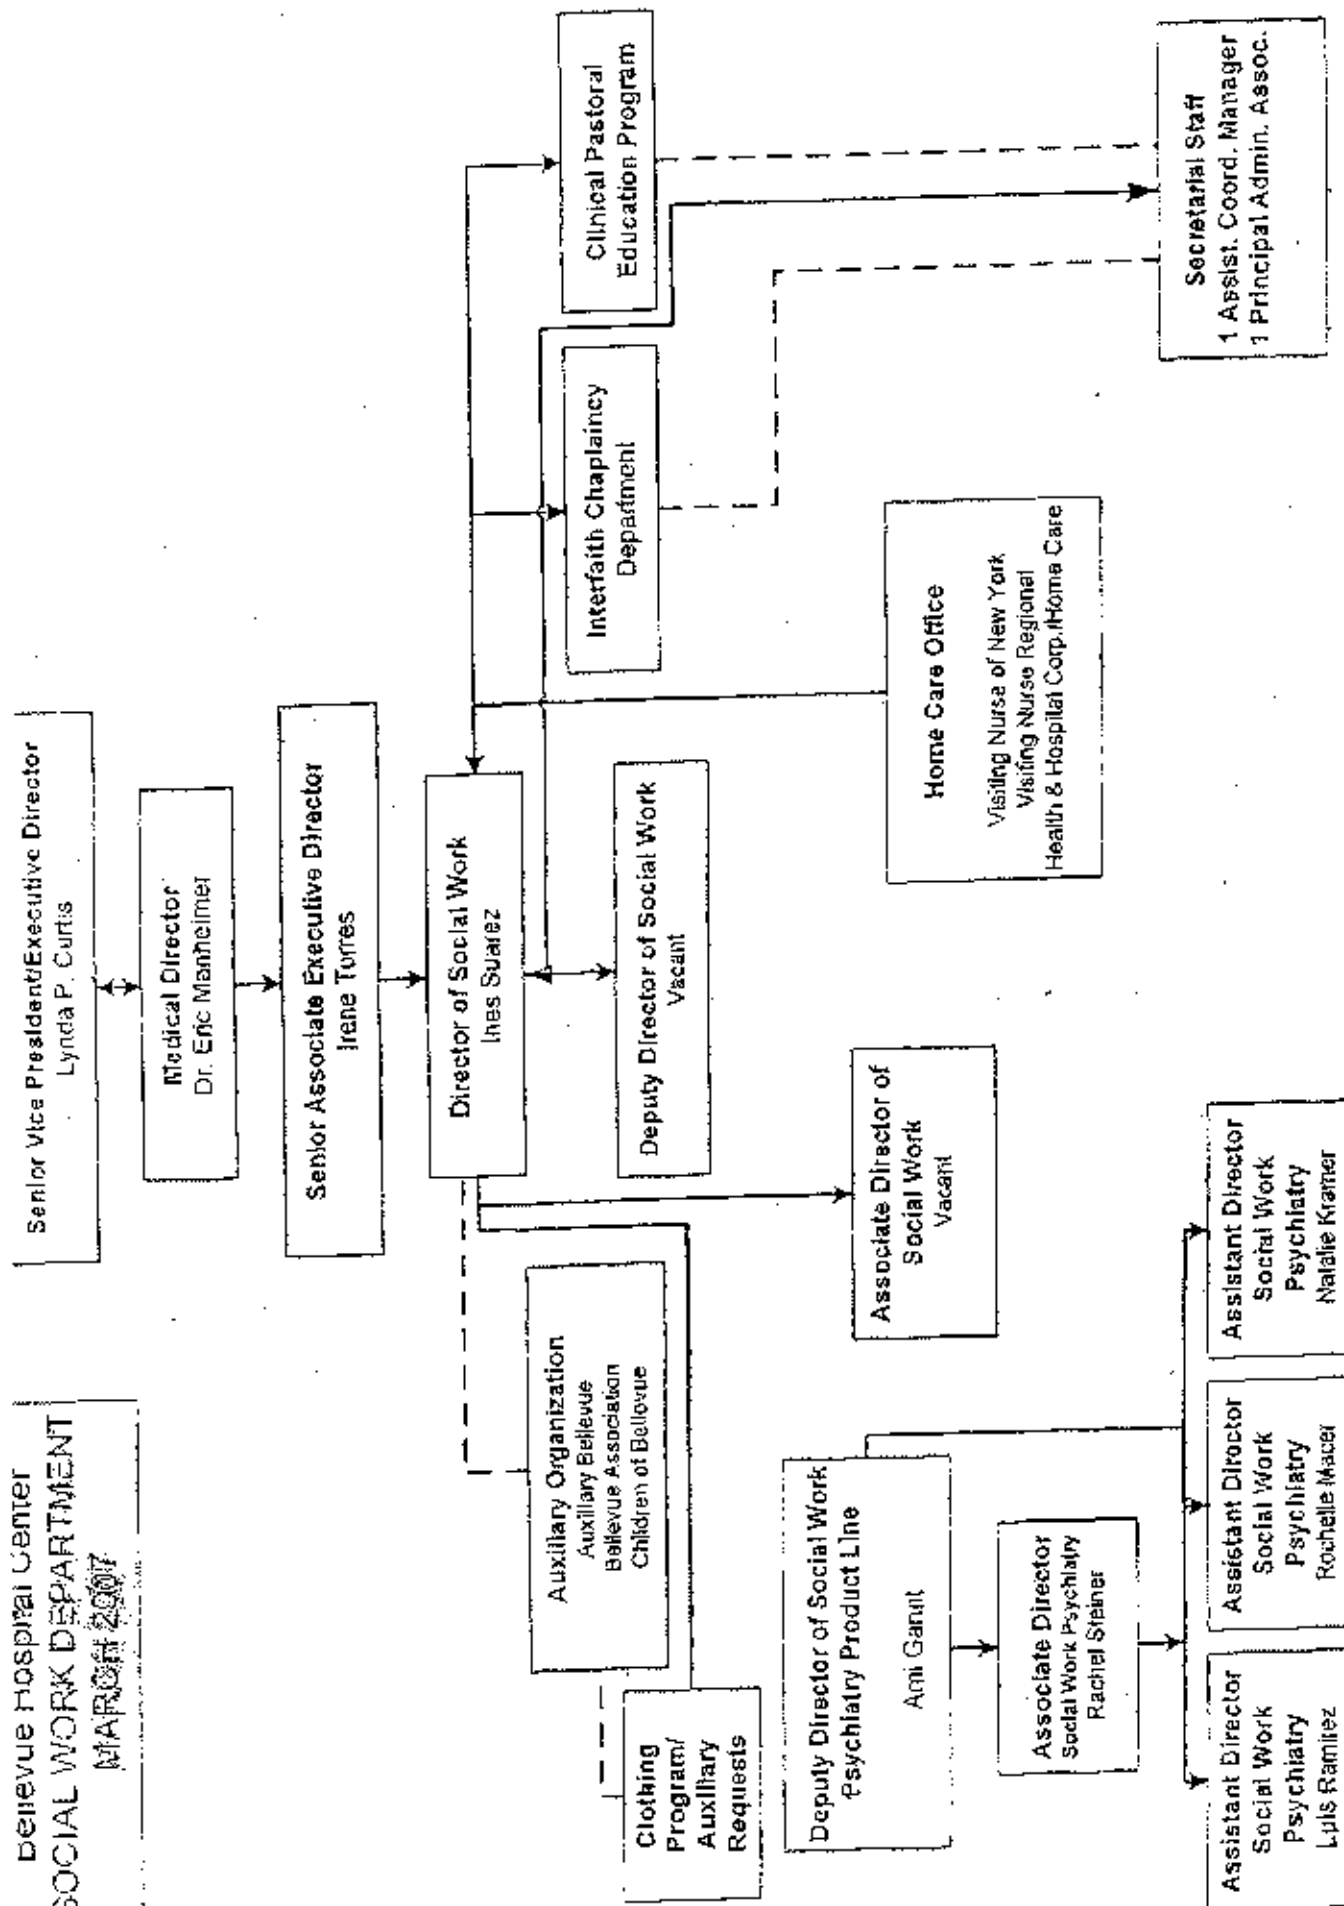 Bellevue Hospital Center
SOCIAL WORK DEPARTMENT
MARCH 2007
Senior Vice President/Executive Director
Lynda P. Curtis
Medical Director
Dr. Eric Manheimer
Senior Associate Executive Director
Irene Torres
Director of Social Work
Ines Suarez
Clinical Pastoral
Education Program
Interfaith Chaplaincy
Department
Deputy Director of Social Work
Vacant
Auxiliary Organization
Auxiliary Bellevue
Bellevue Association
Children of Bellevue
Clothing
Program/
Auxiliary
Requests
Associate Director of
Social Work
Vacant
Home Care Office
Visiting Nurse of New York
Visiting Nurse Regional
Health & Hospital Corp./Home Care
Secretarial Staff
1 Assist. Coord. Manager
1 Principal Admin. Assoc.
Deputy Director of Social Work
Psychiatry Product Line
Ami
Associate Director
Social Work Psychiatry
Rachel Steiner
Assistant Director
Social Work
Psychiatry
Luis Ramirez
Assistant Director
Social Work
Psychiatry
Rochelle Macer
Assistant Director
Social Work
Psychiatry
Natalie Kramer